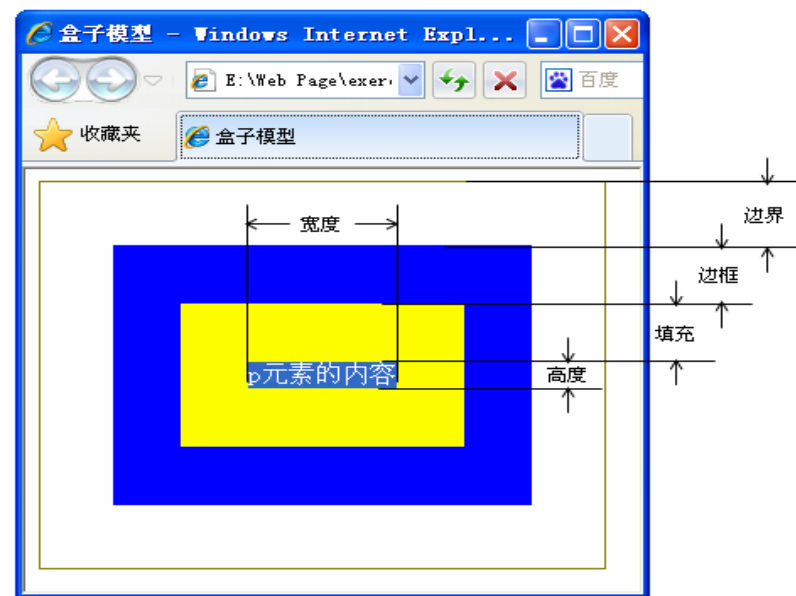 盒子模型 - Windows Internet Expl...
E:\Web Page\exer
百度
收藏夹
盒子模型
宽度
边界
边框
填充
p元素的内容
高度